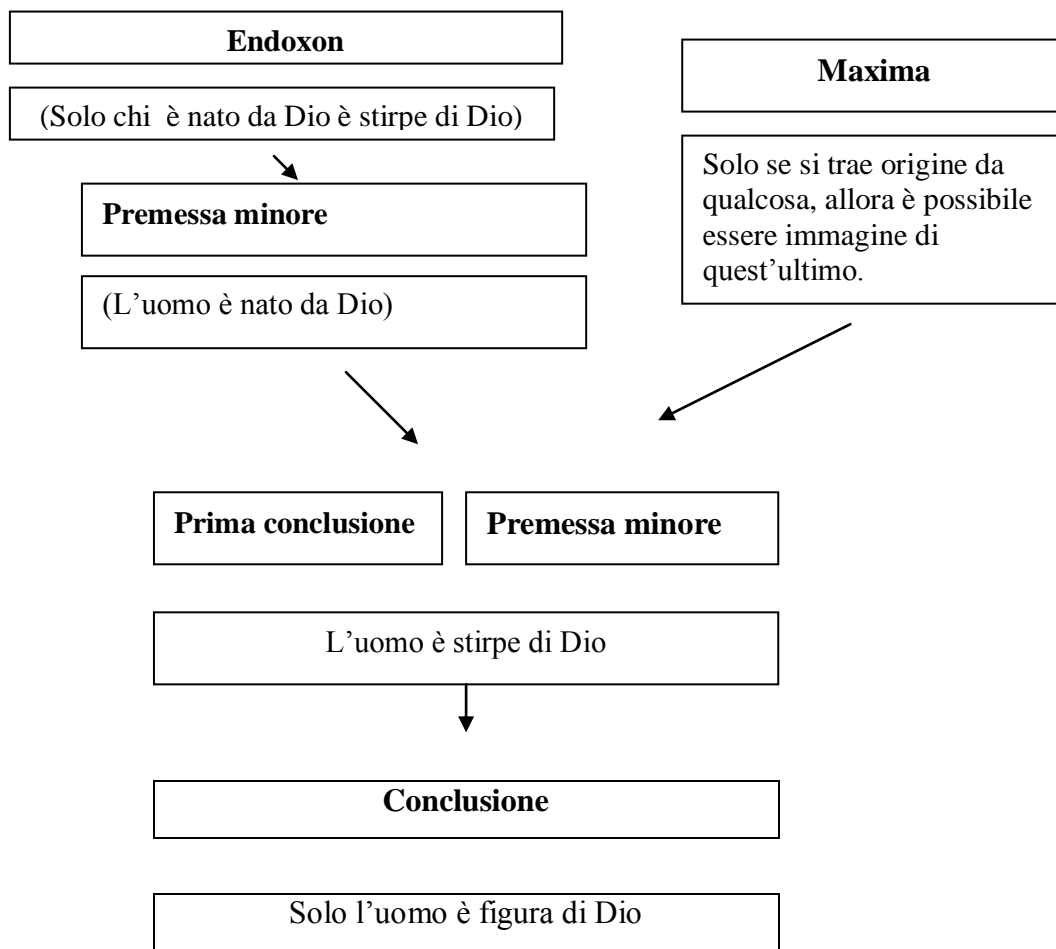 Endoxon
(Solo chi è nato da Dio è stirpe di Dio)
Premessa minore
(L’uomo è nato da Dio)
Maxima
Solo se si trae origine da
qualcosa, allora è possibile
essere immagine di
quest’ultimo.
Prima conclusione
Premessa minore
L’uomo è stirpe di Dio
Conclusione
Solo l’uomo è figura di Dio